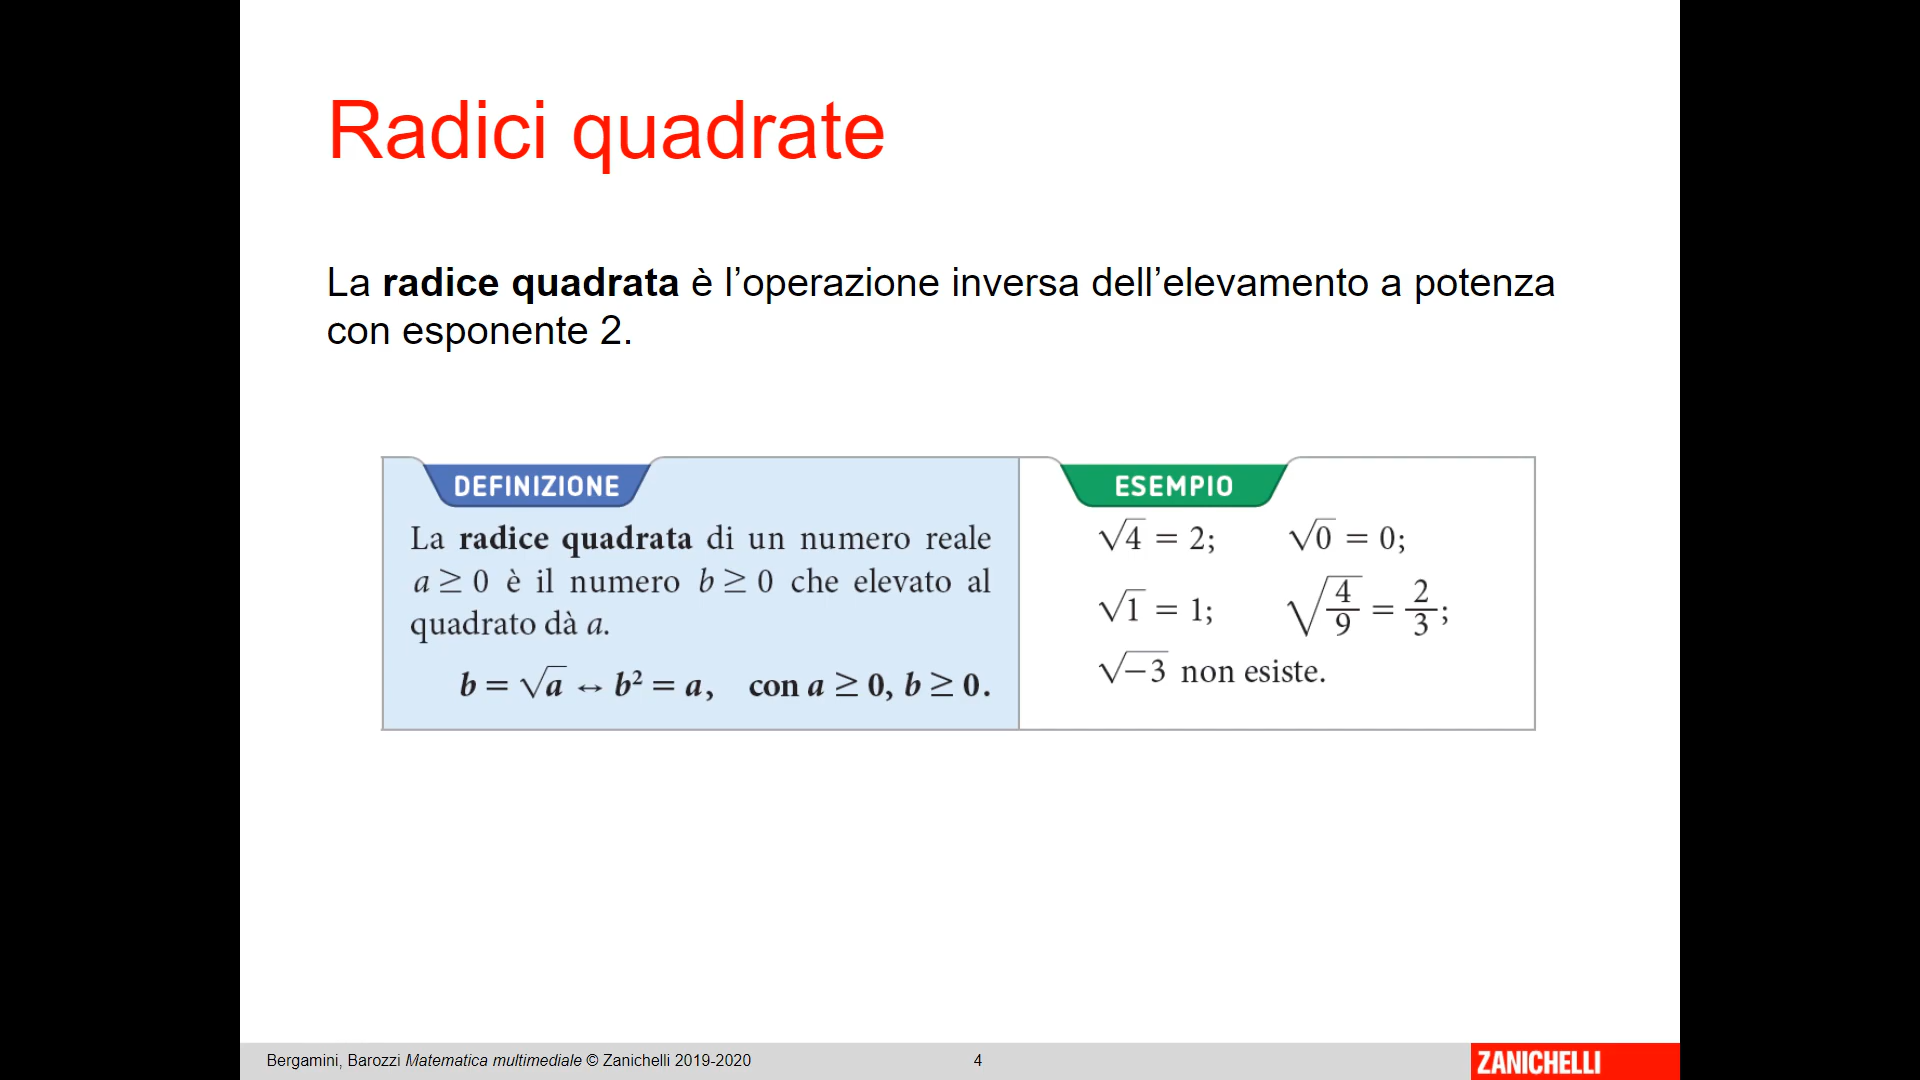 Radici quadrate
La radice quadrata è l’operazione inversa dell’elevamento a potenza
con esponente 2.
DEFINIZIONE
La radice quadrata di un numero reale
a ≥ 0 è il numero b ≥ 0 che elevato al
quadrato dà a.
b = √a ↔ b² = a, con a ≥ 0, b ≥ 0.
ESEMPIO
√4 = 2; √0 = 0;
√1 = 1; √(4/9) = 2/3;
√−3 non esiste.
Bergamini, Barozzi Matematica multimediale © Zanichelli 2019-2020
4
ZANICHELLI